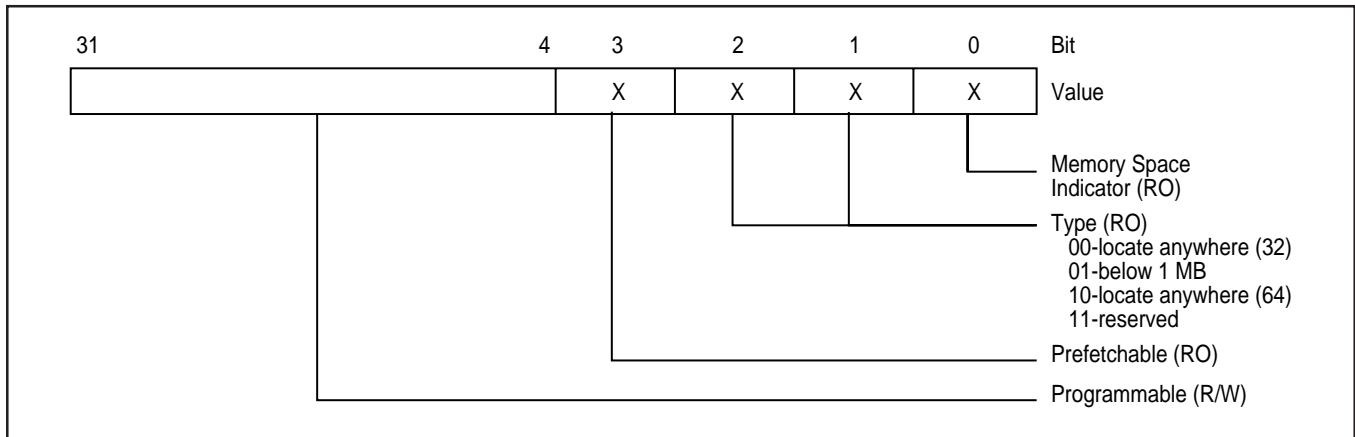 31 4 3 2 1 0 Bit
X X X X Value
Memory Space
Indicator (RO)
Type (RO)
00-locate anywhere (32)
01-below 1 MB
10-locate anywhere (64)
11-reserved
Prefetchable (RO)
Programmable (R/W)